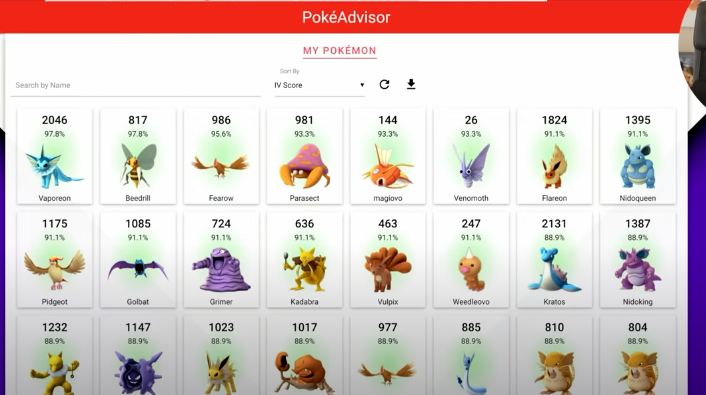 PokéAdvisor
MY POKÉMON
Sort By
Search by Name
IV Score
2046 817 986 981 144 26 1824 1395
97.8% 97.8% 95.6% 93.3% 93.3% 93.3% 91.1% 91.1%
Vaporeon Beedrill Fearow Parasect magiovo Venomoth Flareon Nidoqueen
1175 1085 724 636 463 247 2131 1387
91.1% 91.1% 91.1% 91.1% 91.1% 91.1% 88.9% 88.9%
Pidgeot Golbat Grimer Kadabra Vulpix Weedleovo Kratos Nidoking
1232 1147 1023 1017 977 885 810 804
88.9% 88.9% 88.9% 88.9% 88.9% 88.9% 88.9% 88.9%